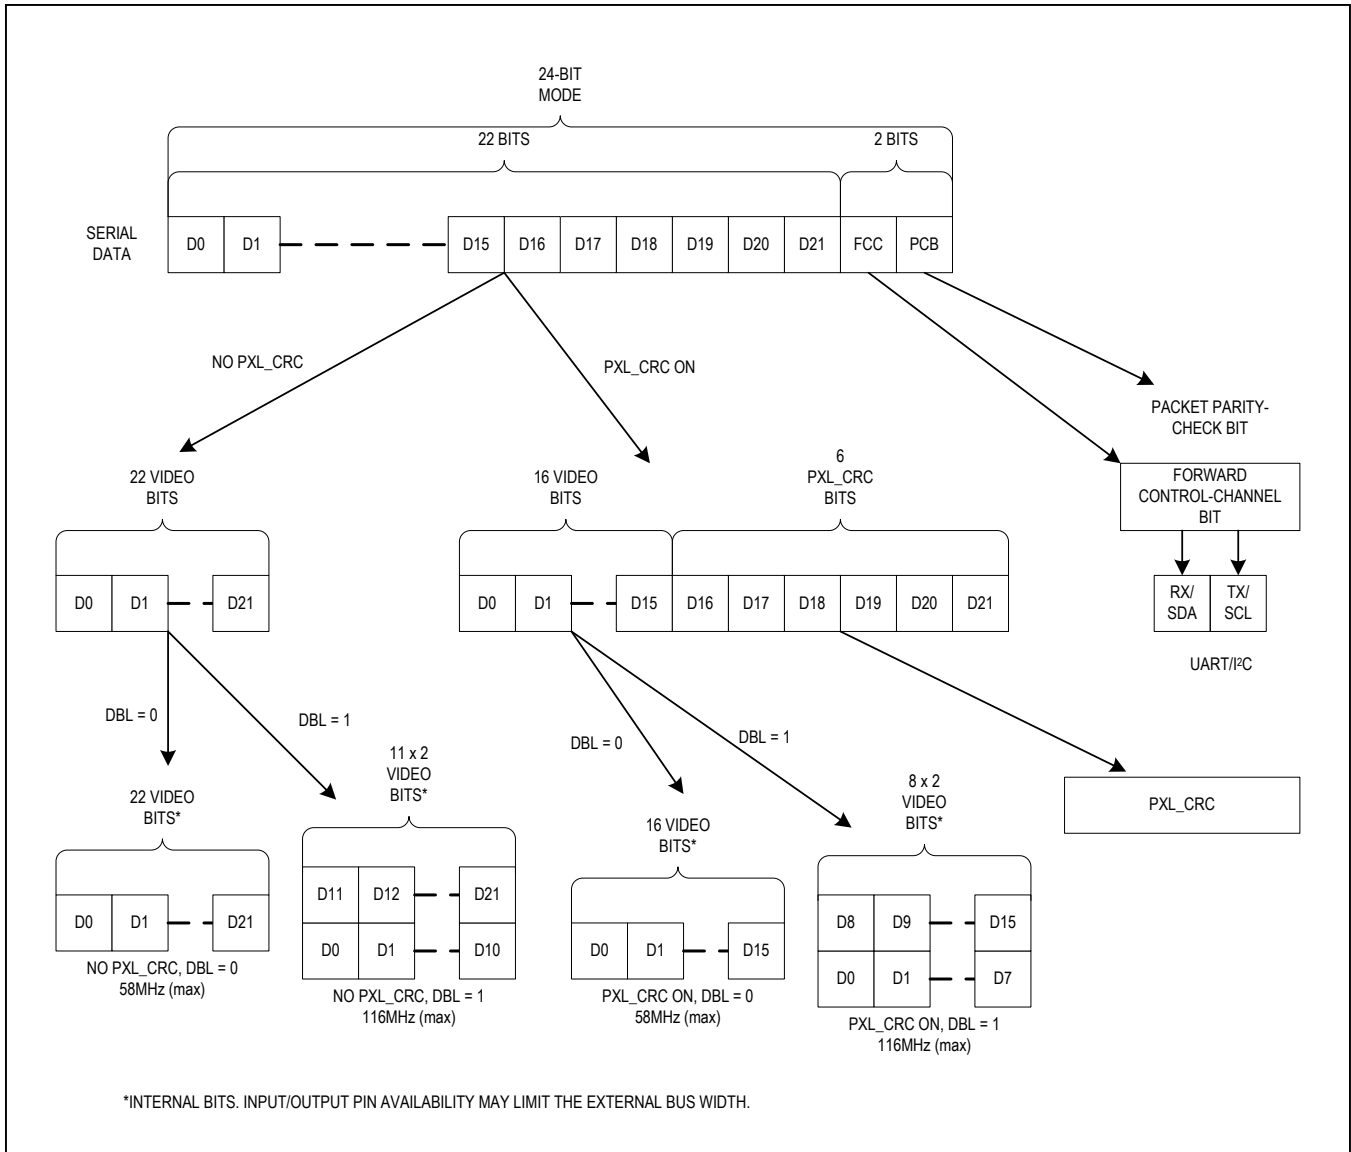 24-BIT
MODE
22 BITS
2 BITS
SERIAL
DATA
D0 D1 D15 D16 D17 D18 D19 D20 D21 FCC PCB
NO PXL_CRC
PXL_CRC ON
PACKET PARITY-
CHECK BIT
FORWARD
CONTROL-CHANNEL
BIT
RX/
SDA
TX/
SCL
UART/I²C
22 VIDEO
BITS
D0 D1 D21
16 VIDEO
BITS
6
PXL_CRC
BITS
D0 D1 D15 D16 D17 D18 D19 D20 D21
DBL = 0
DBL = 1
DBL = 0
DBL = 1
PXL_CRC
22 VIDEO
BITS*
D0 D1 D21
NO PXL_CRC, DBL = 0
58MHz (max)
11 x 2
VIDEO
BITS*
D11 D12 D21
D0 D1 D10
NO PXL_CRC, DBL = 1
116MHz (max)
16 VIDEO
BITS*
D0 D1 D15
PXL_CRC ON, DBL = 0
58MHz (max)
8 x 2
VIDEO
BITS*
D8 D9 D15
D0 D1 D7
PXL_CRC ON, DBL = 1
116MHz (max)
*INTERNAL BITS. INPUT/OUTPUT PIN AVAILABILITY MAY LIMIT THE EXTERNAL BUS WIDTH.